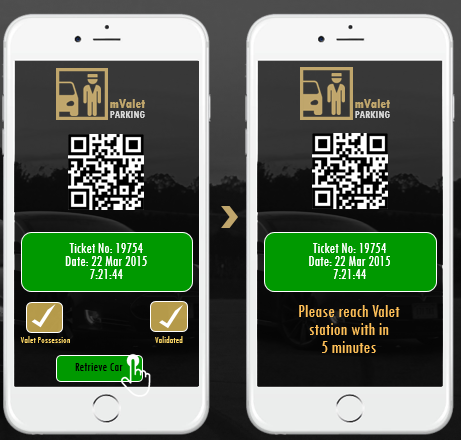 mValet
PARKING
Ticket No: 19754
Date: 22 Mar 2015
7:21:44
Valet Possession
Validated
Retrieve Car
mValet
PARKING
Ticket No: 19754
Date: 22 Mar 2015
7:21:44
Please reach Valet
station with in
5 minutes